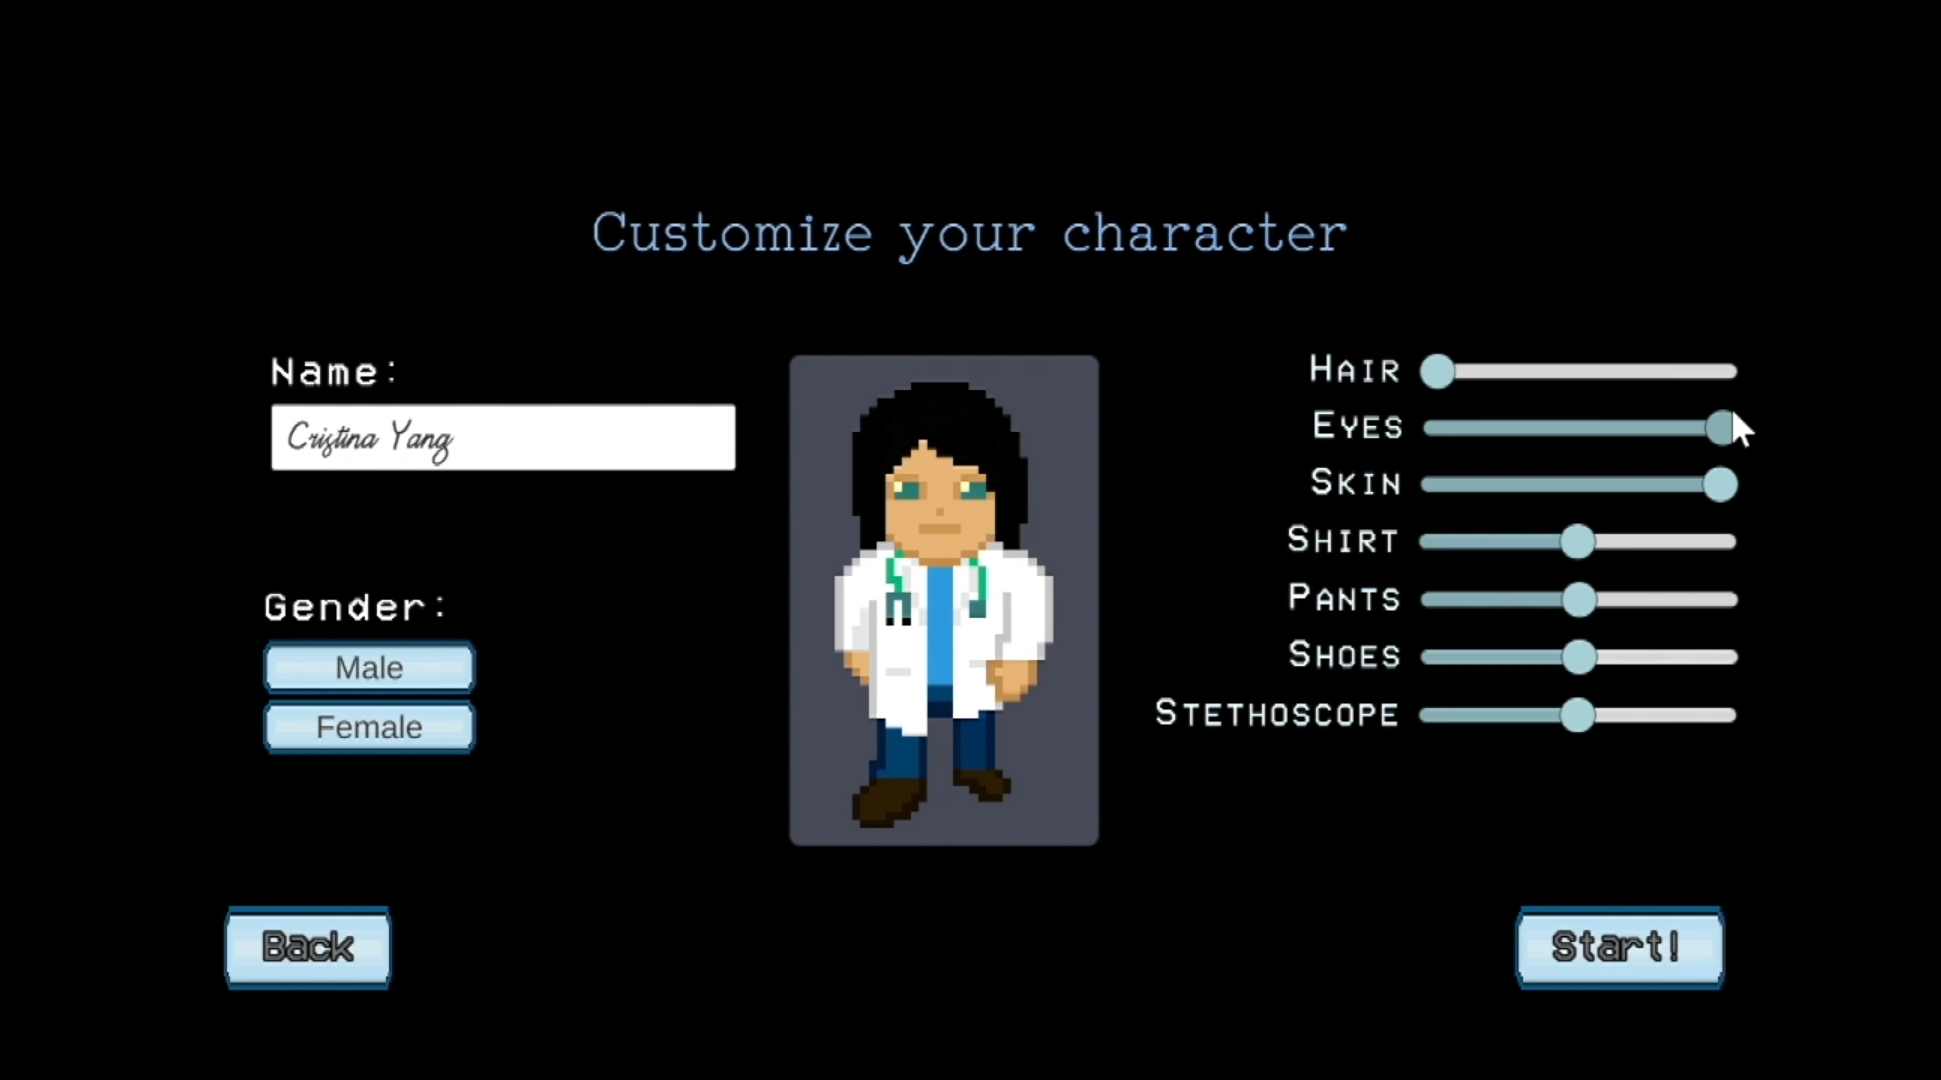 Customize your character
Name:
Cristina Yang
Gender:
Male
Female
HAIR
EYES
SKIN
SHIRT
PANTS
SHOES
STETHOSCOPE
Back
Start!